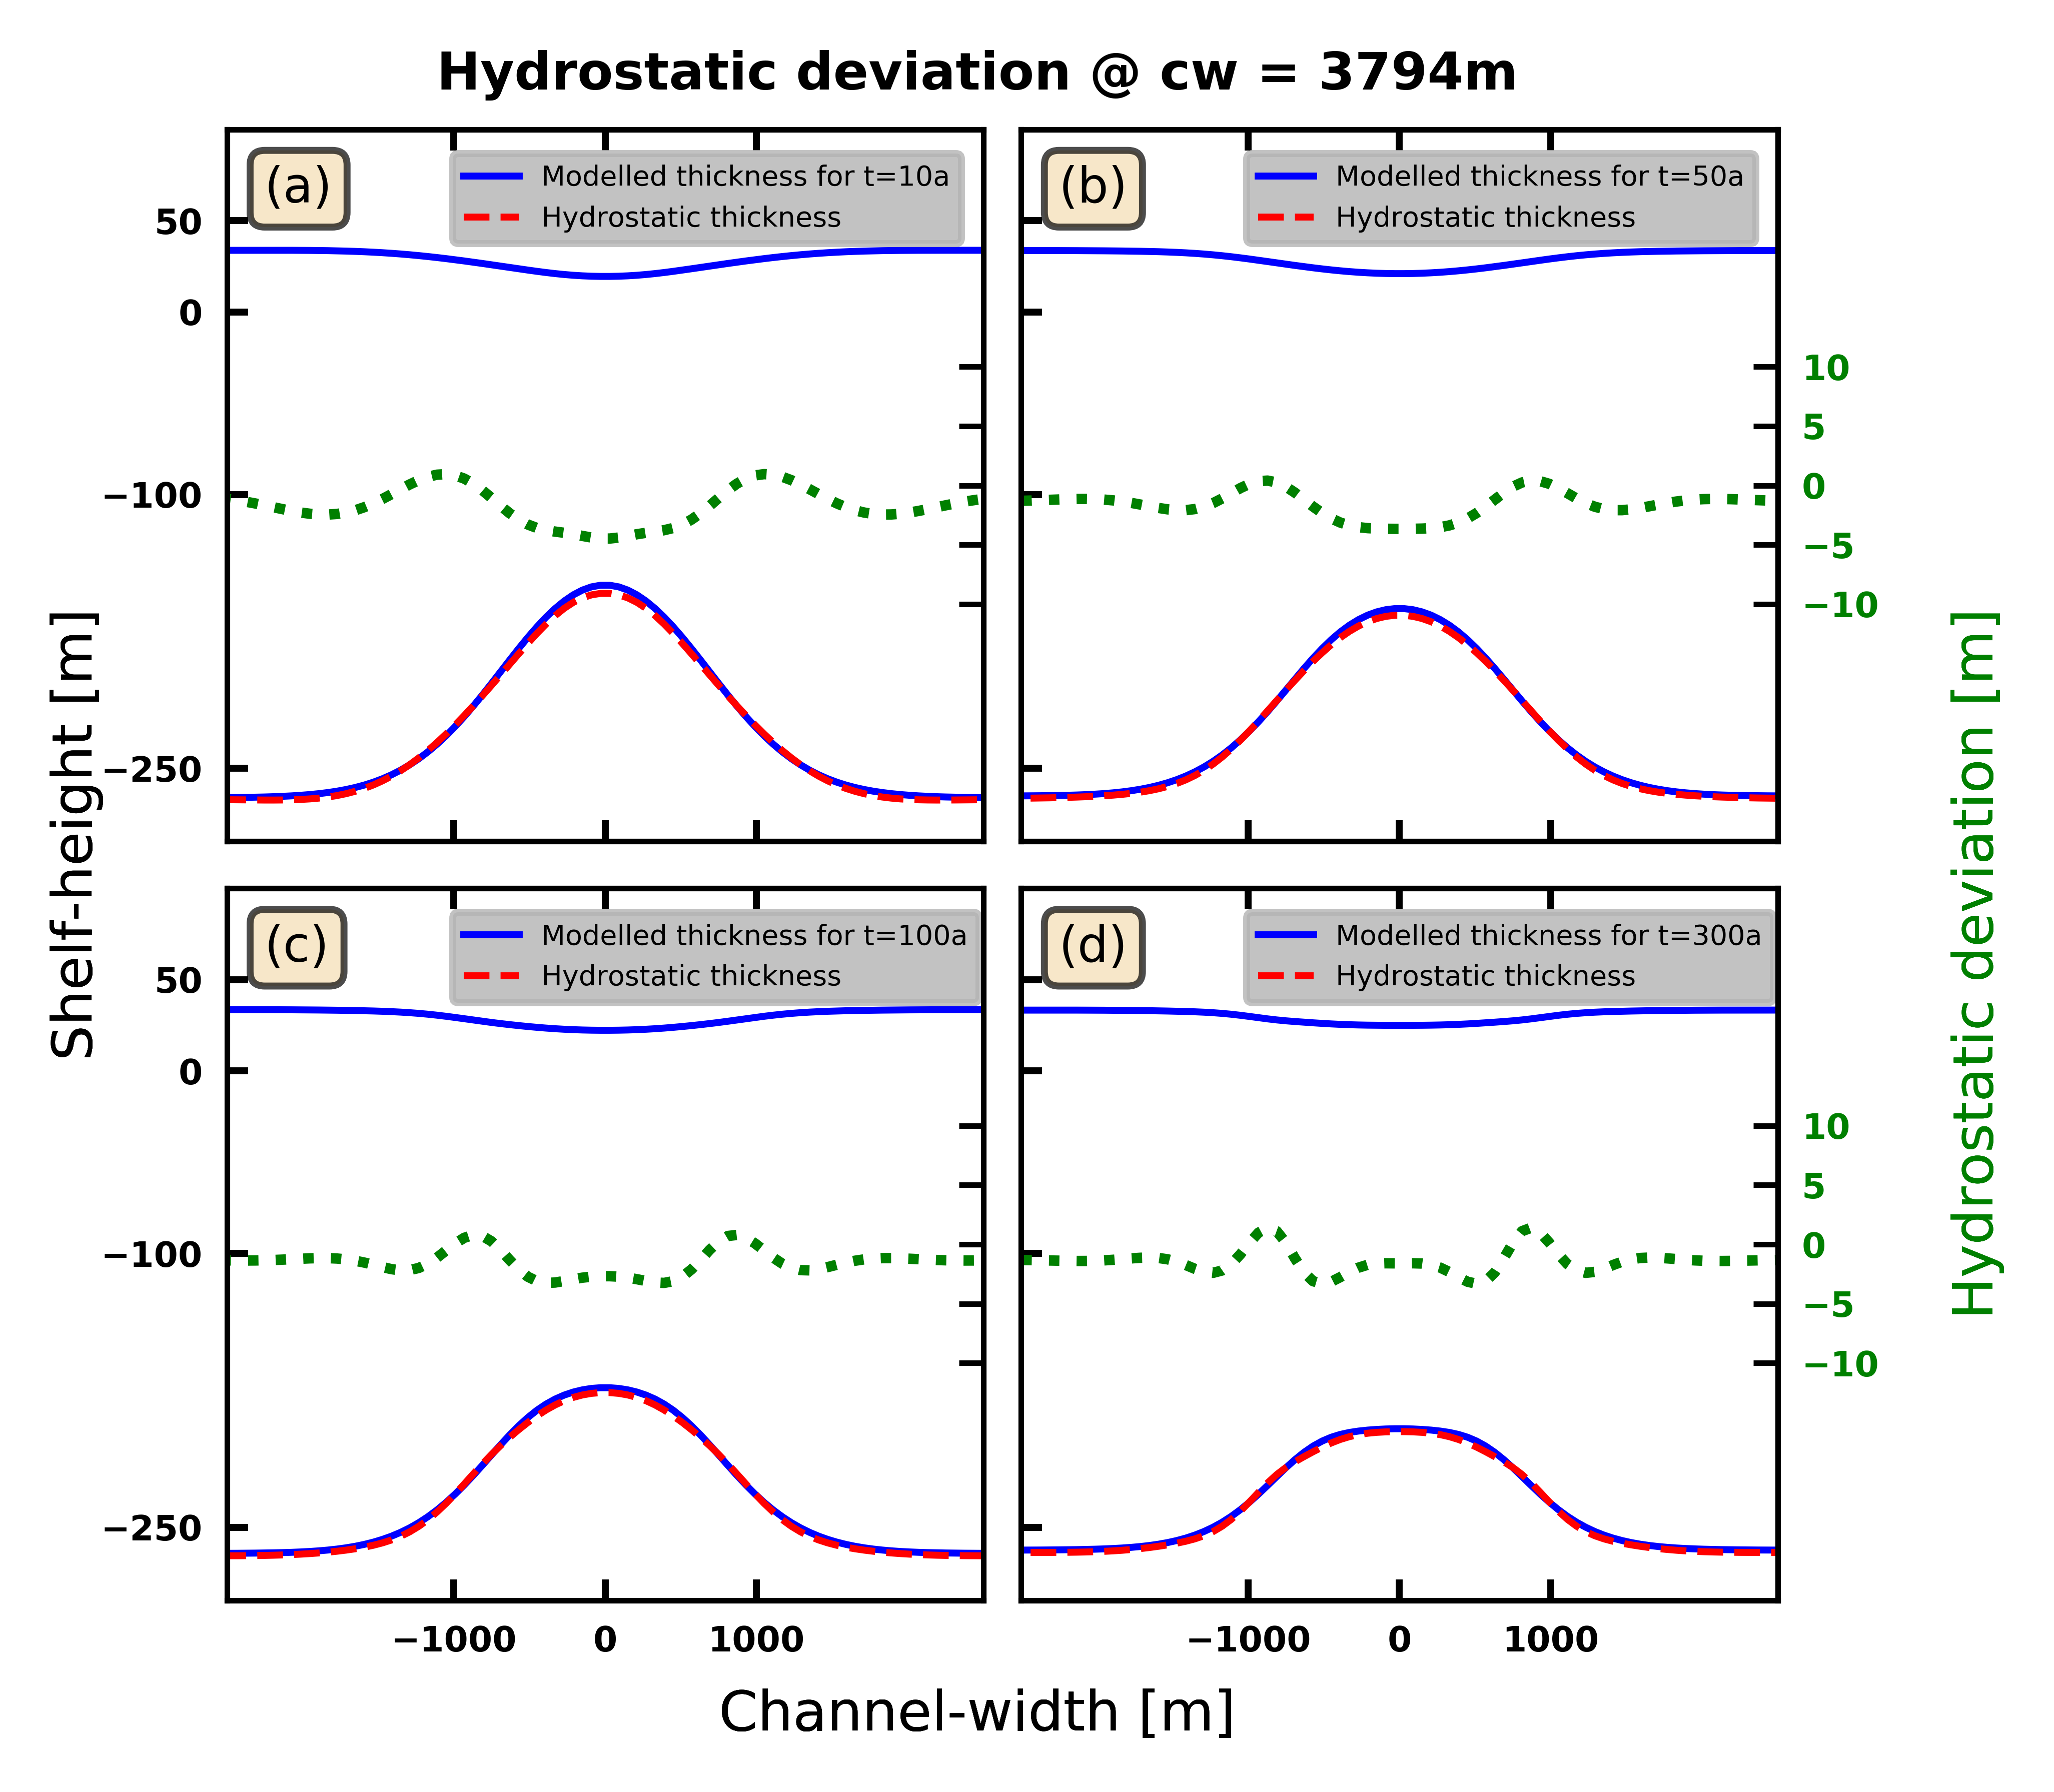 Hydrostatic deviation @ cw = 3794m
(a)
Modelled thickness for t=10a
Hydrostatic thickness
50
0
−100
−250
(b)
Modelled thickness for t=50a
Hydrostatic thickness
10
5
0
−5
−10
Shelf-height [m]
Hydrostatic deviation [m]
(c)
Modelled thickness for t=100a
Hydrostatic thickness
50
0
−100
−250
−1000 0 1000
(d)
Modelled thickness for t=300a
Hydrostatic thickness
10
5
0
−5
−10
−1000 0 1000
Channel-width [m]